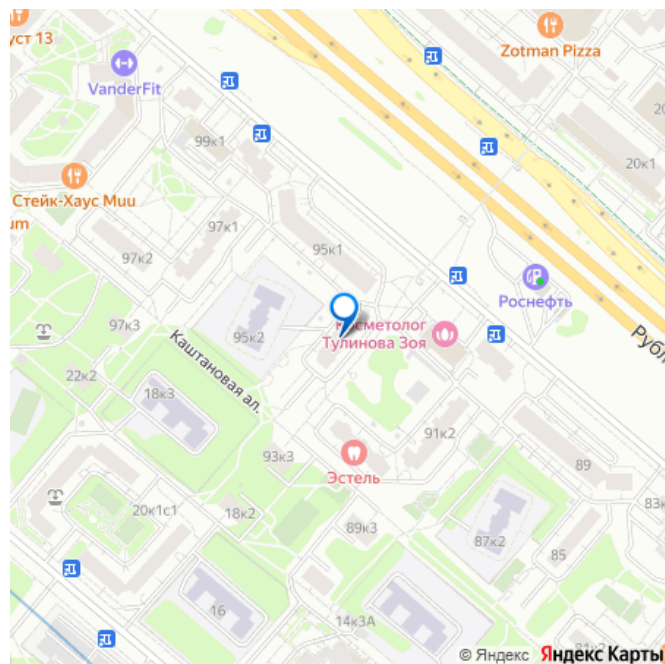 уст 13
Zotman Pizza
VanderFit
99к1
20
20к1
Стейк-Хаус Muu
um
97к1
97к2
95к1
Роснефть
97к3
95к2
Косметолог
Тулинова Зоя
Рубл
Каштановая ал.
22к2
18к3
91к2
93к3
Эстель
89
20к1с1
18к2
89к3
87к2
83к
85
16
14к3А
© Яндекс Яндекс Карты